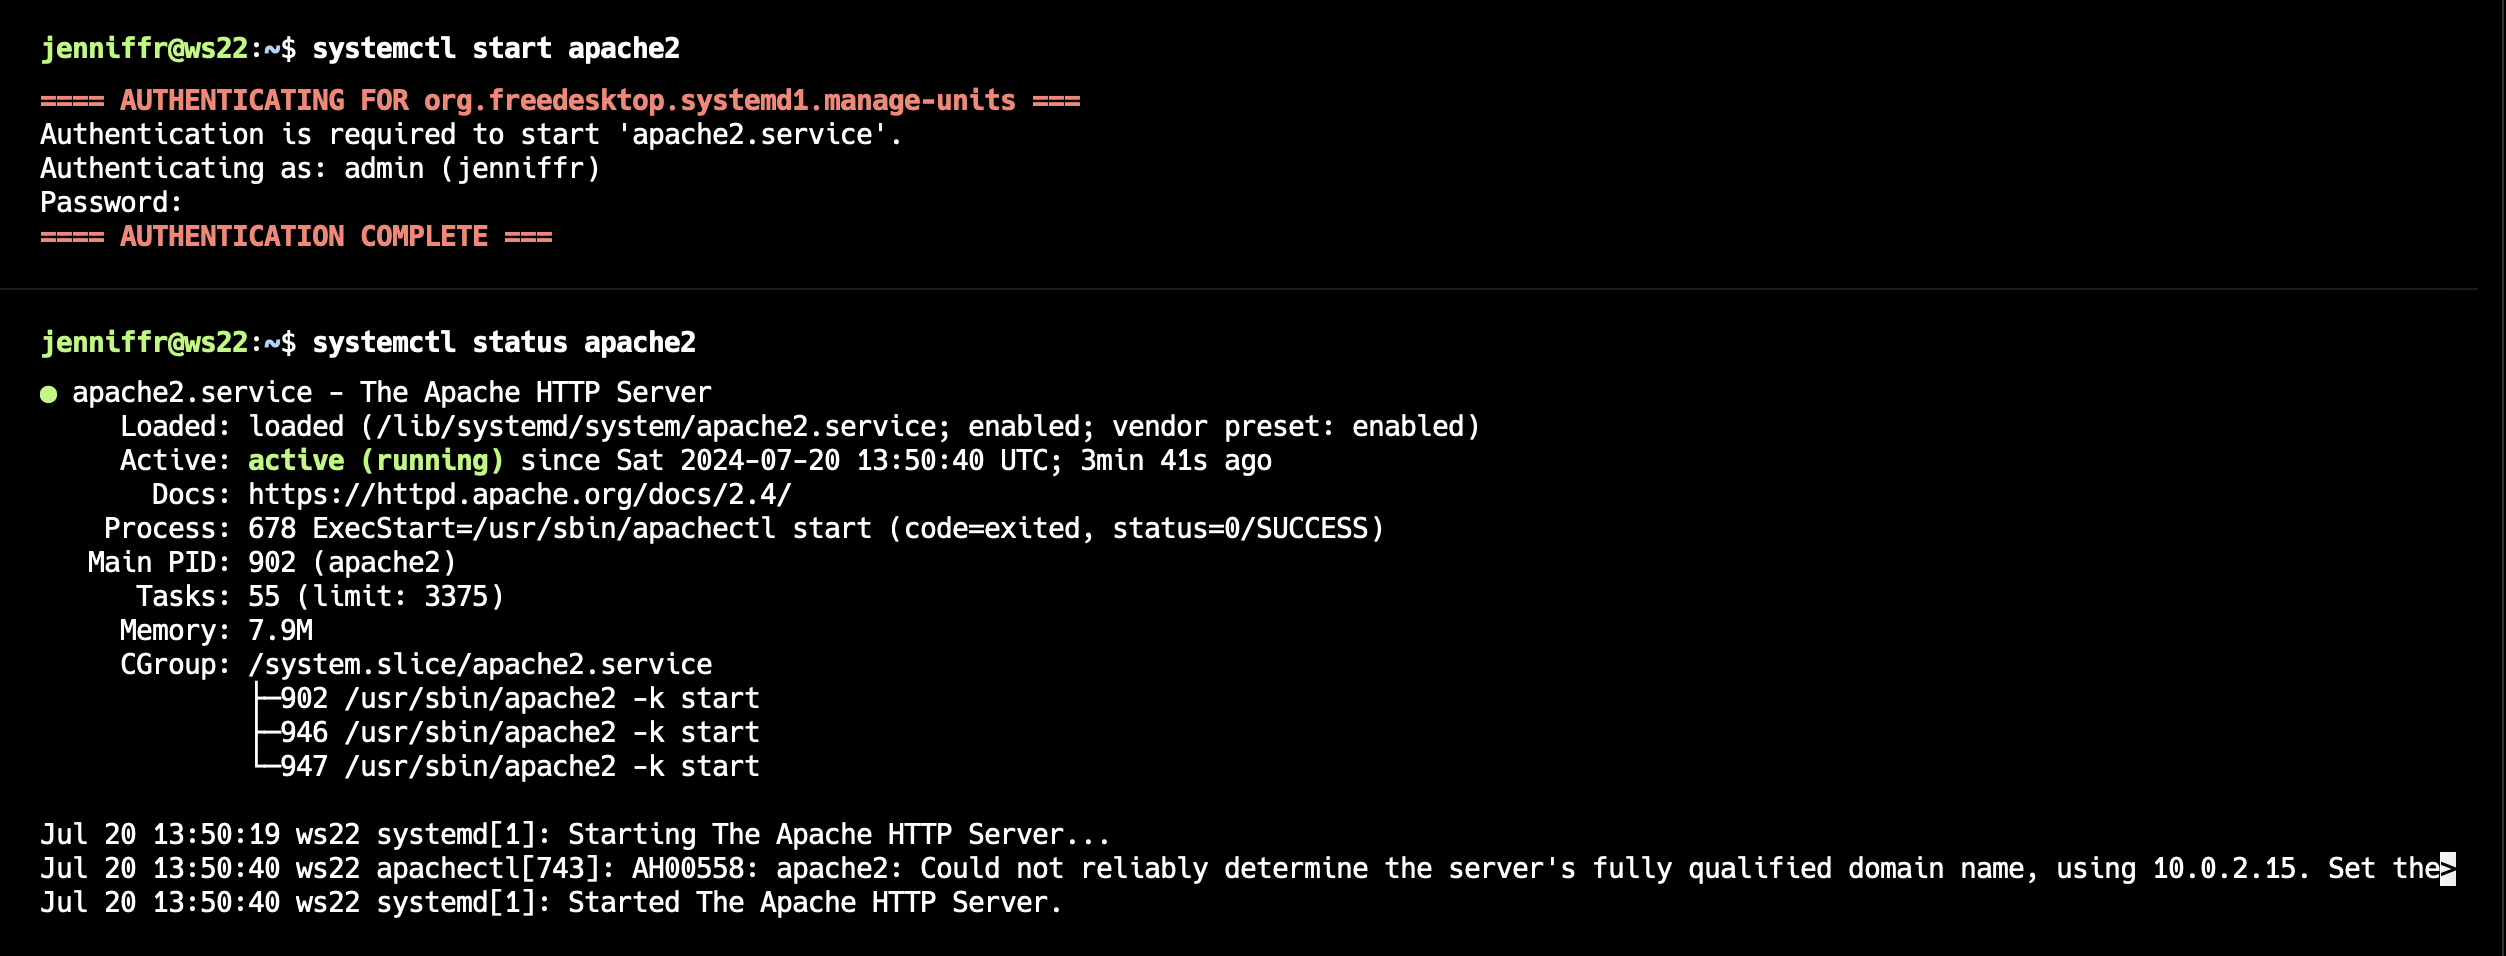 jenniffr@ws22:~$ systemctl start apache2
==== AUTHENTICATING FOR org.freedesktop.systemd1.manage-units ===
Authentication is required to start 'apache2.service'.
Authenticating as: admin (jenniffr)
Password:
==== AUTHENTICATION COMPLETE ===
jenniffr@ws22:~$ systemctl status apache2
● apache2.service - The Apache HTTP Server
     Loaded: loaded (/lib/systemd/system/apache2.service; enabled; vendor preset: enabled)
     Active: active (running) since Sat 2024-07-20 13:50:40 UTC; 3min 41s ago
       Docs: https://httpd.apache.org/docs/2.4/
    Process: 678 ExecStart=/usr/sbin/apachectl start (code=exited, status=0/SUCCESS)
   Main PID: 902 (apache2)
      Tasks: 55 (limit: 3375)
     Memory: 7.9M
     CGroup: /system.slice/apache2.service
             ├─902 /usr/sbin/apache2 -k start
             ├─946 /usr/sbin/apache2 -k start
             └─947 /usr/sbin/apache2 -k start
Jul 20 13:50:19 ws22 systemd[1]: Starting The Apache HTTP Server...
Jul 20 13:50:40 ws22 apachectl[743]: AH00558: apache2: Could not reliably determine the server's fully qualified domain name, using 10.0.2.15. Set the>
Jul 20 13:50:40 ws22 systemd[1]: Started The Apache HTTP Server.